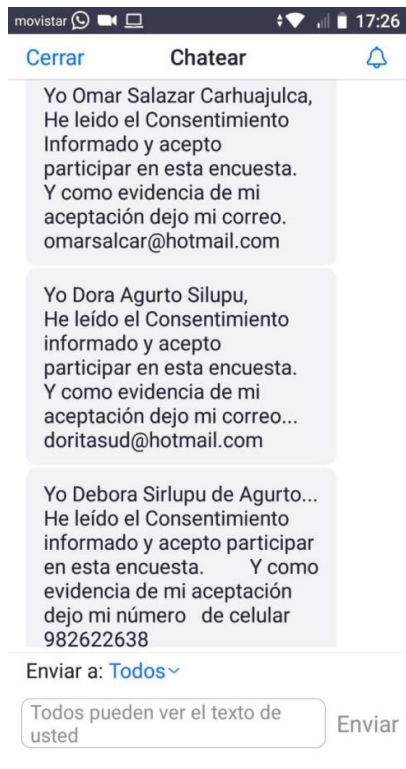 movistar 17:26
Cerrar Chatear
Yo Omar Salazar Carhuajulca,
He leido el Consentimiento
Informado y acepto
participar en esta encuesta.
Y como evidencia de mi
aceptación dejo mi correo.
omarsalcar@hotmail.com
Yo Dora Agurto Silupu,
He leído el Consentimiento
informado y acepto
participar en esta encuesta.
Y como evidencia de mi
aceptación dejo mi correo...
doritasud@hotmail.com
Yo Debora Sirlupu de Agurto...
He leído el Consentimiento
informado y acepto participar
en esta encuesta. Y como
evidencia de mi aceptación
dejo mi número de celular
982622638
Enviar a: Todos
Todos pueden ver el texto de
usted
Enviar